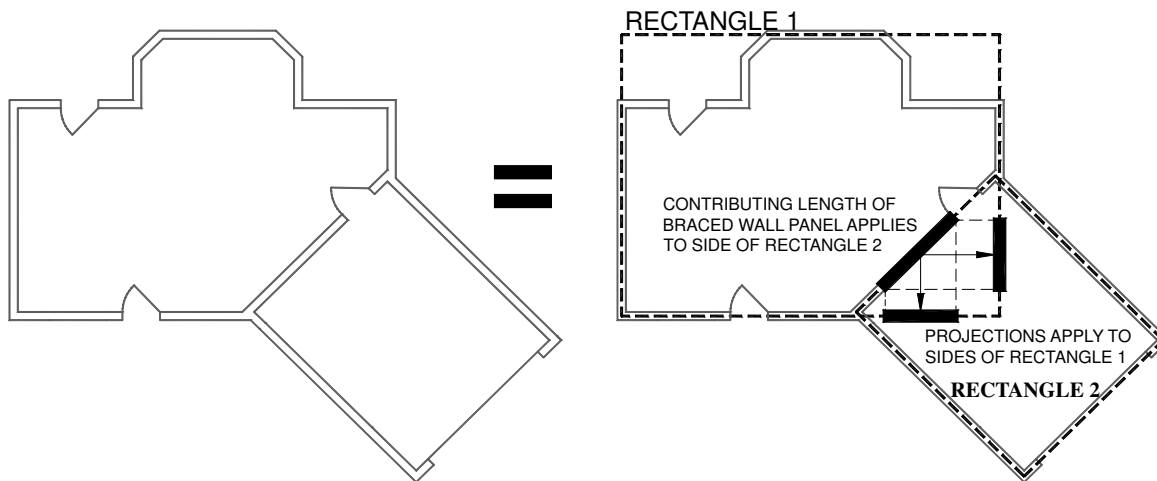 RECTANGLE 1
CONTRIBUTING LENGTH OF
BRACED WALL PANEL APPLIES
TO SIDE OF RECTANGLE 2
PROJECTIONS APPLY TO
SIDES OF RECTANGLE 1
RECTANGLE 2